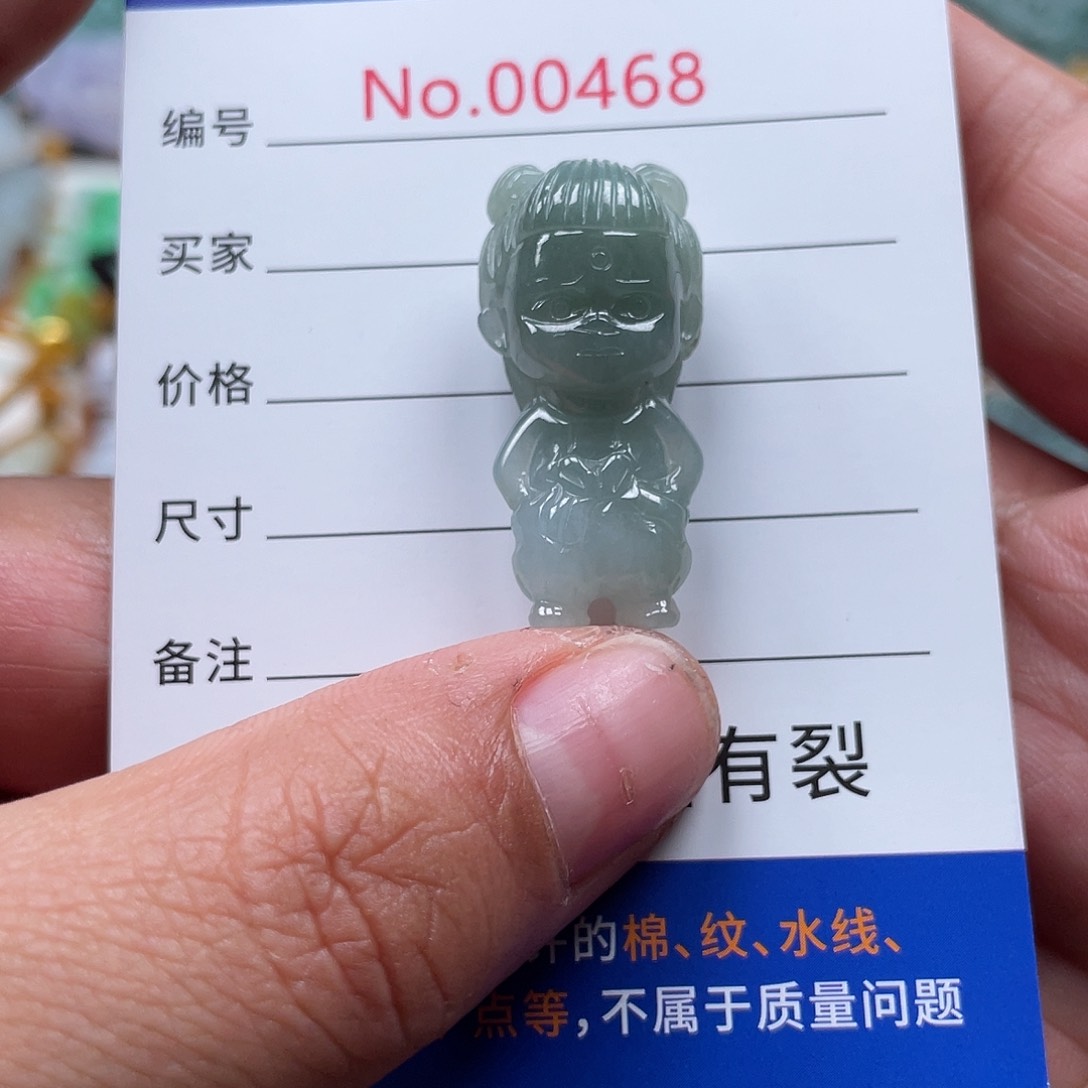 编号 No.00468
买家
价格
尺寸
备注
有裂
的棉、纹、水线、
点等,不属于质量问题